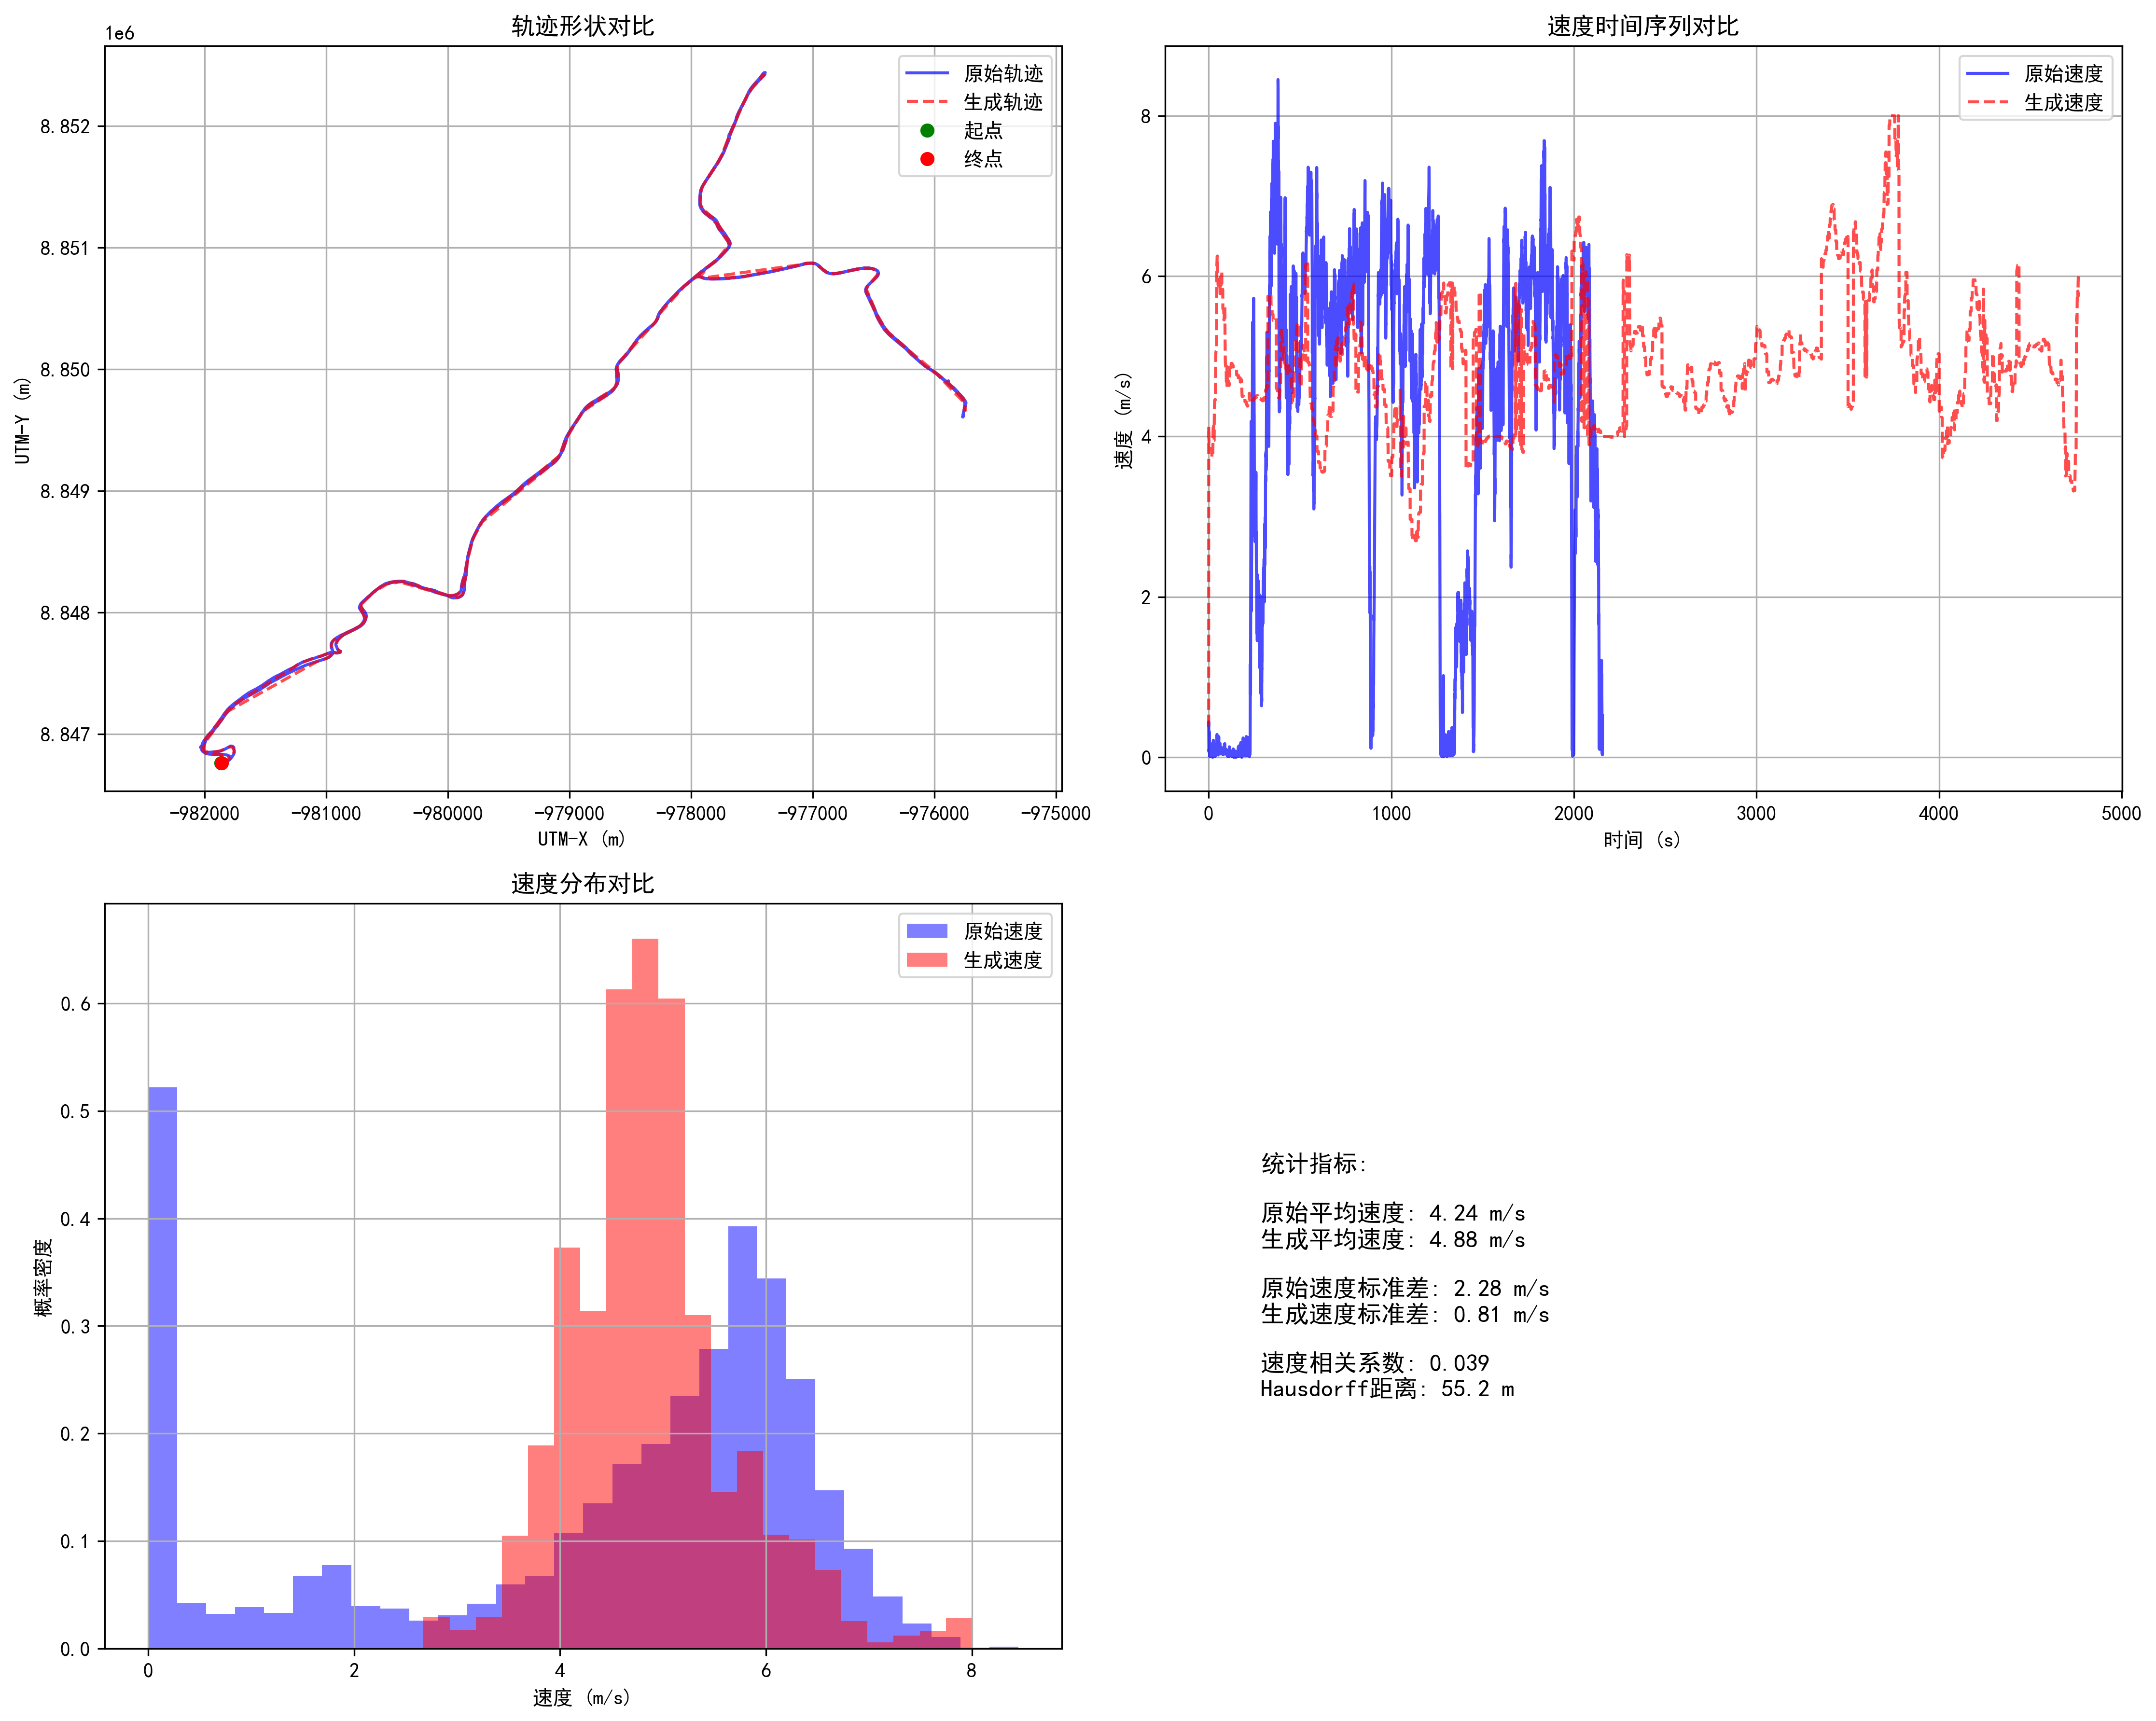 轨迹形状对比
1e6
8.852
8.851
8.850
8.849
8.848
8.847
UTM-Y (m)
原始轨迹
生成轨迹
起点
终点
-982000
-981000
-980000
-979000
-978000
-977000
-976000
-975000
UTM-X (m)
速度时间序列对比
8
6
4
2
0
速度 (m/s)
原始速度
生成速度
0
1000
2000
3000
4000
5000
时间 (s)
速度分布对比
0.6
0.5
0.4
0.3
0.2
0.1
0.0
概率密度
原始速度
生成速度
0
2
4
6
8
速度 (m/s)
统计指标:
原始平均速度: 4.24 m/s
生成平均速度: 4.88 m/s
原始速度标准差: 2.28 m/s
生成速度标准差: 0.81 m/s
速度相关系数: 0.039
Hausdorff距离: 55.2 m